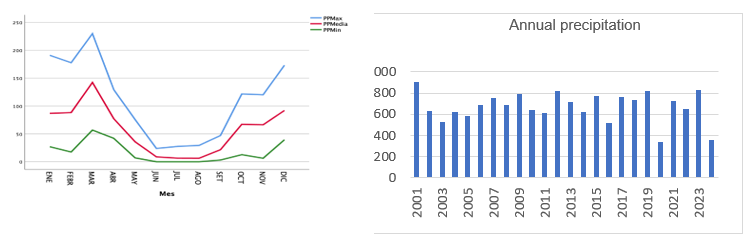 PPMax
PPMedia
PPMin
250
200
150
100
50
0
ENE FEBR MAR ABR MAY JUN JUL AGO SET OCT NOV DIC
Mes
Annual precipitation
000
800
600
400
200
0
2001 2003 2005 2007 2009 2011 2013 2015 2017 2019 2021 2023